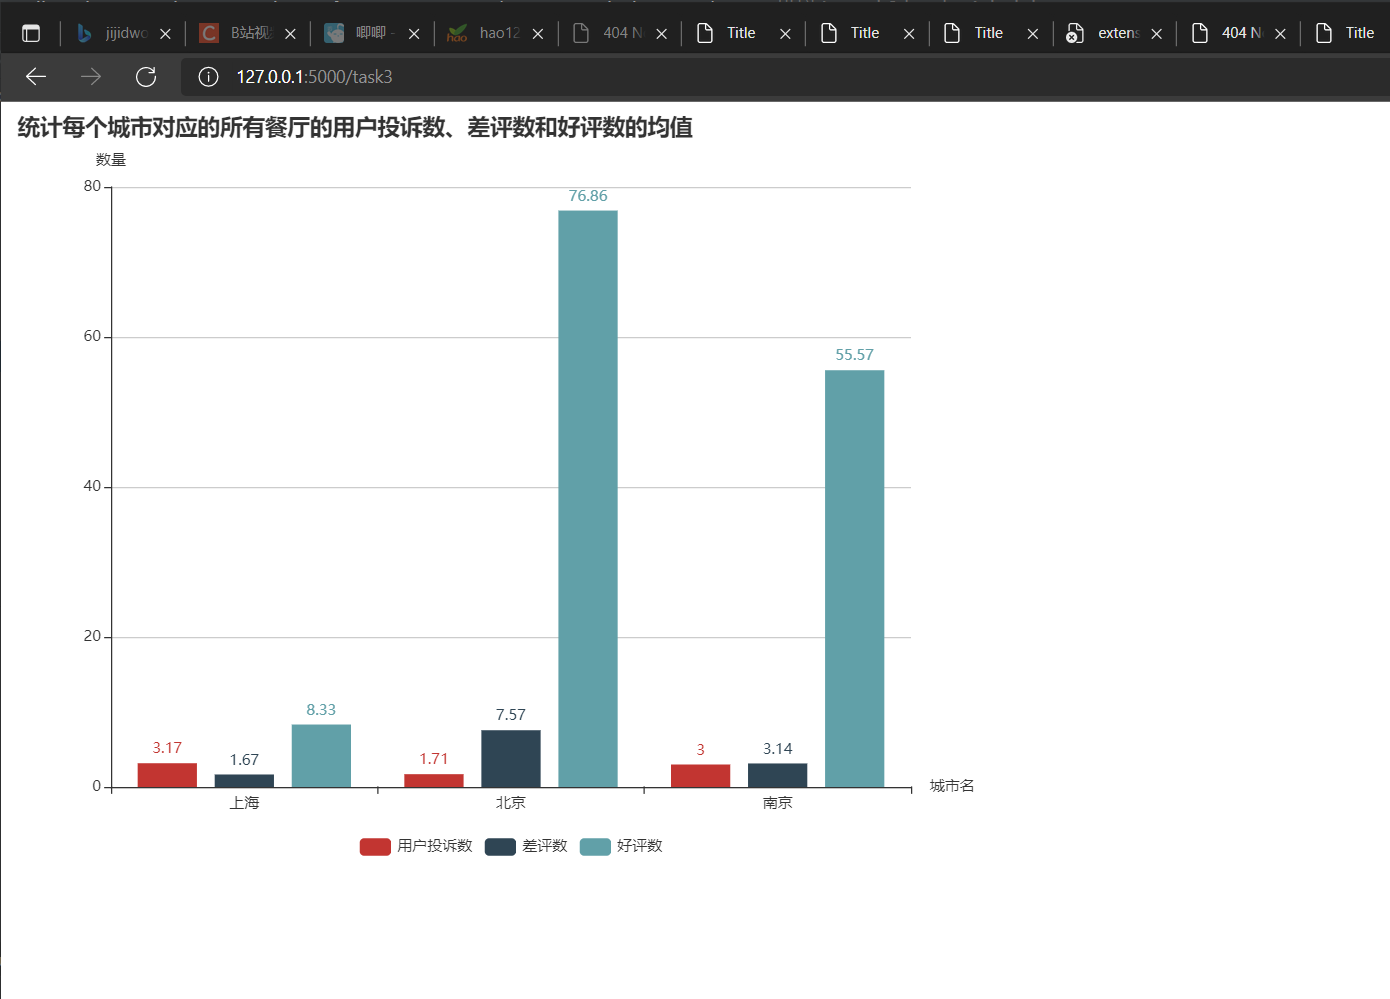 jijidwo B站视 唧唧 - hao12 404 N Title Title Title extens 404 N Title
127.0.0.1:5000/task3
统计每个城市对应的所有餐厅的用户投诉数、差评数和好评数的均值
数量
80
76.86
60
55.57
40
20
8.33
7.57
3.17
1.67
1.71
3
3.14
0
城市名
上海 北京 南京
用户投诉数 差评数 好评数